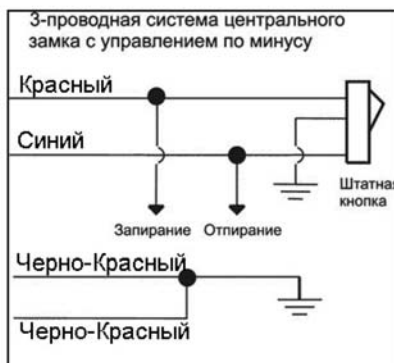 3-проводная система центрального
замка с управлением по минусу
Красный
Синий
Штатная
кнопка
Запирание Отпирание
Черно-Красный
Черно-Красный